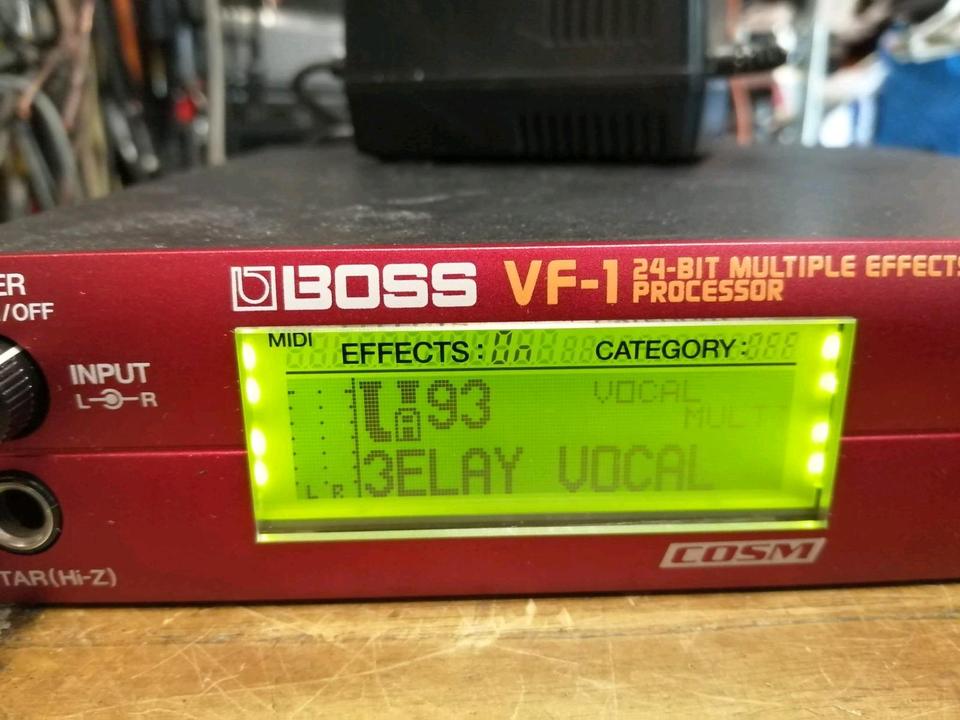 BOSS VF-1 24-BIT MULTIPLE EFFECTS
PROCESSOR
ER
/OFF
INPUT
L R
TAR(Hi-Z)
MIDI
EFFECTS: On CATEGORY:
93 VOCAL
MULTI
3ELAY VOCAL
L R
COSM